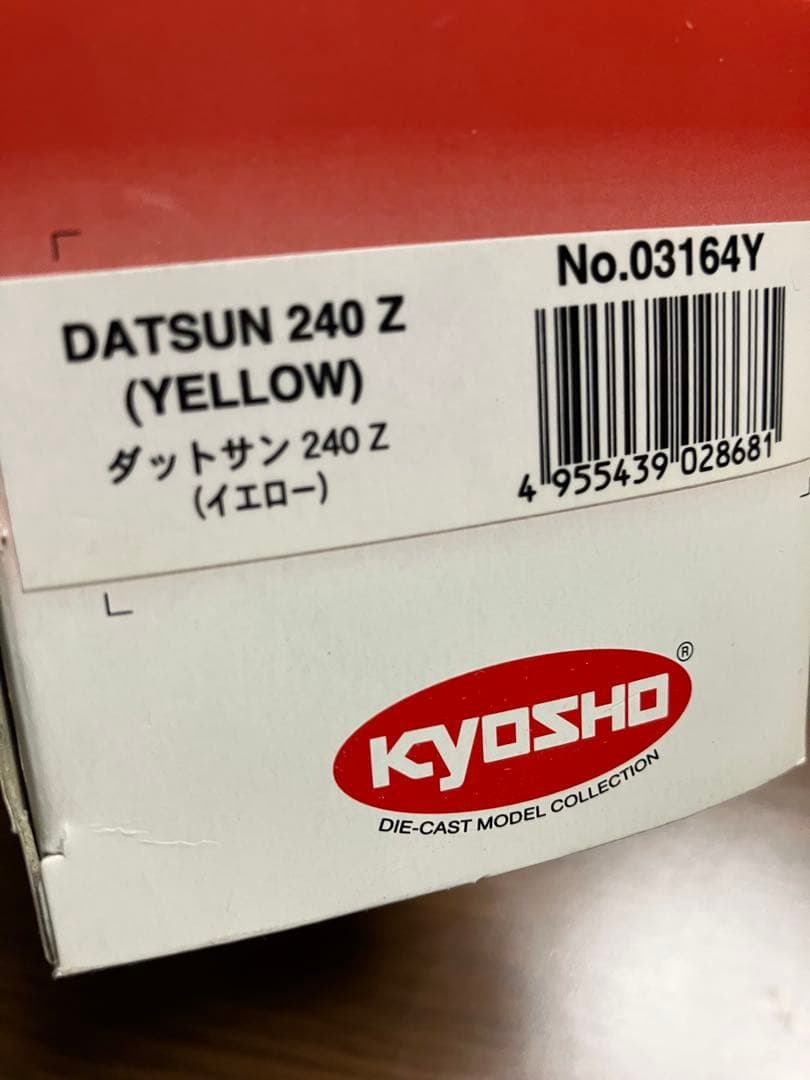 DATSUN 240 Z
(YELLOW)
ダットサン 240 Z
(イエロー)
No.03164Y
4 955439 028681
KYOSHO ®
DIE-CAST MODEL COLLECTION